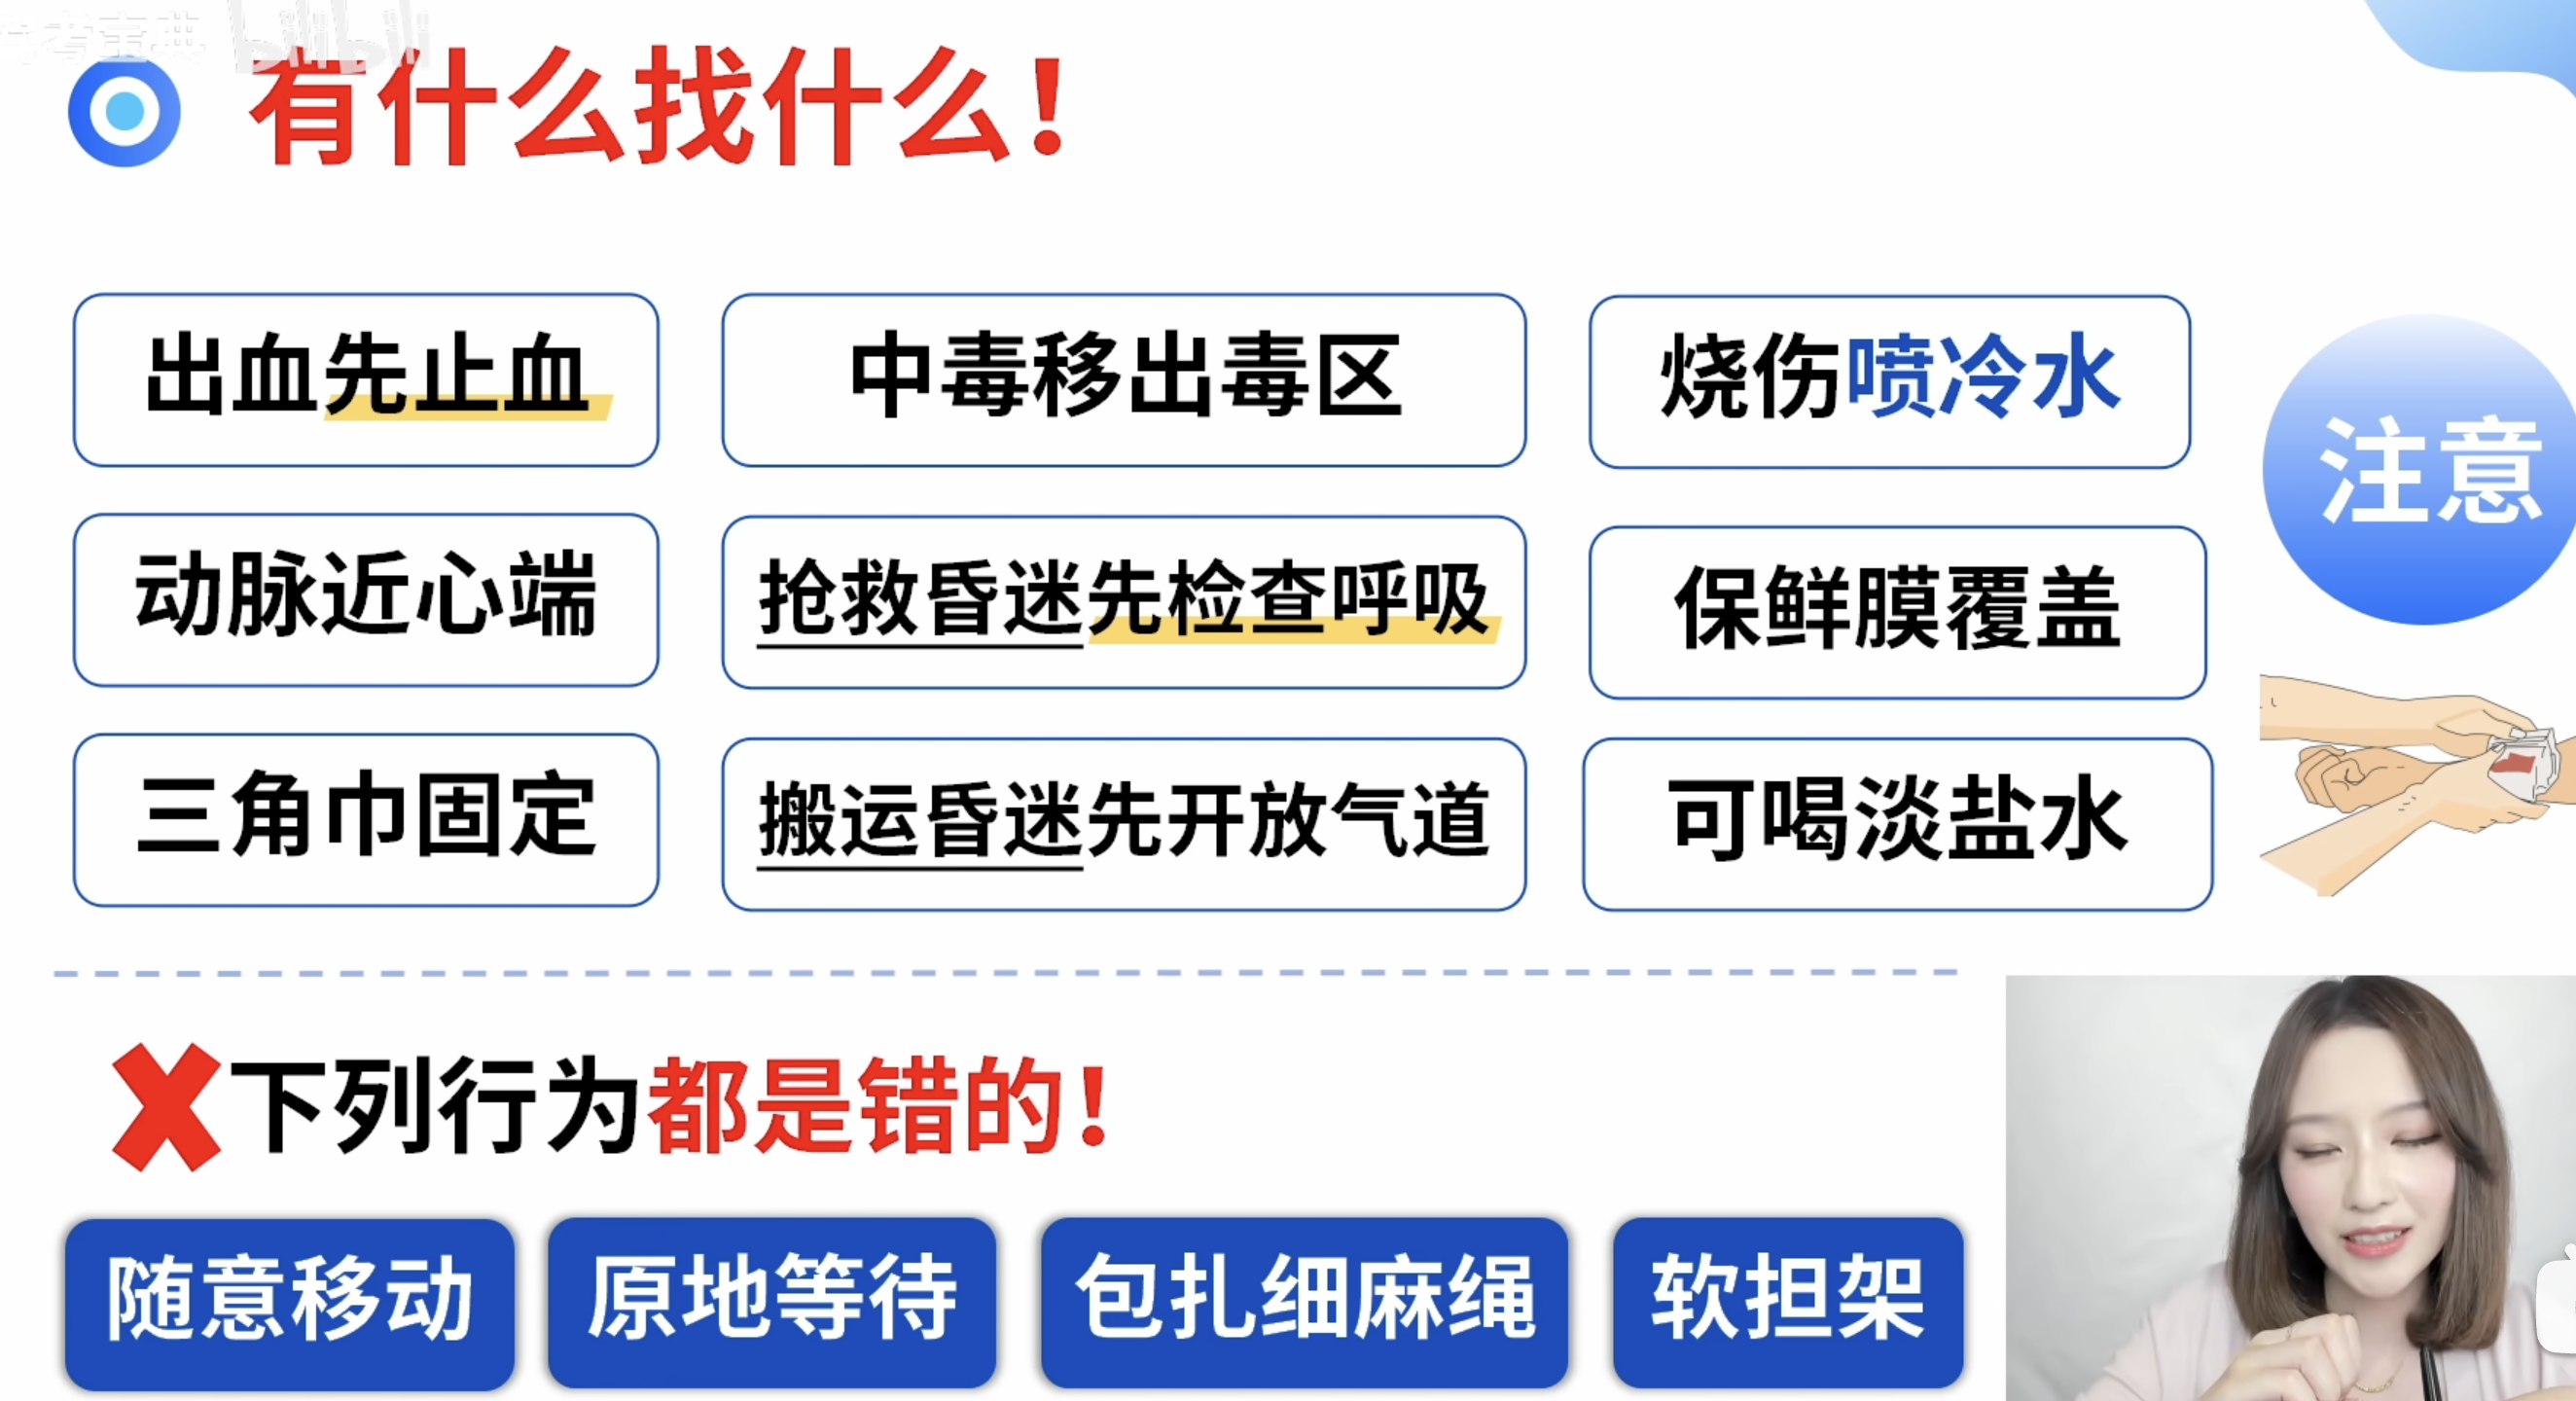 考宝典 bilibili
有什么找什么！
出血先止血
中毒移出毒区
烧伤喷冷水
注意
动脉近心端
抢救昏迷先检查呼吸
保鲜膜覆盖
三角巾固定
搬运昏迷先开放气道
可喝淡盐水
下列行为都是错的！
随意移动
原地等待
包扎细麻绳
软担架